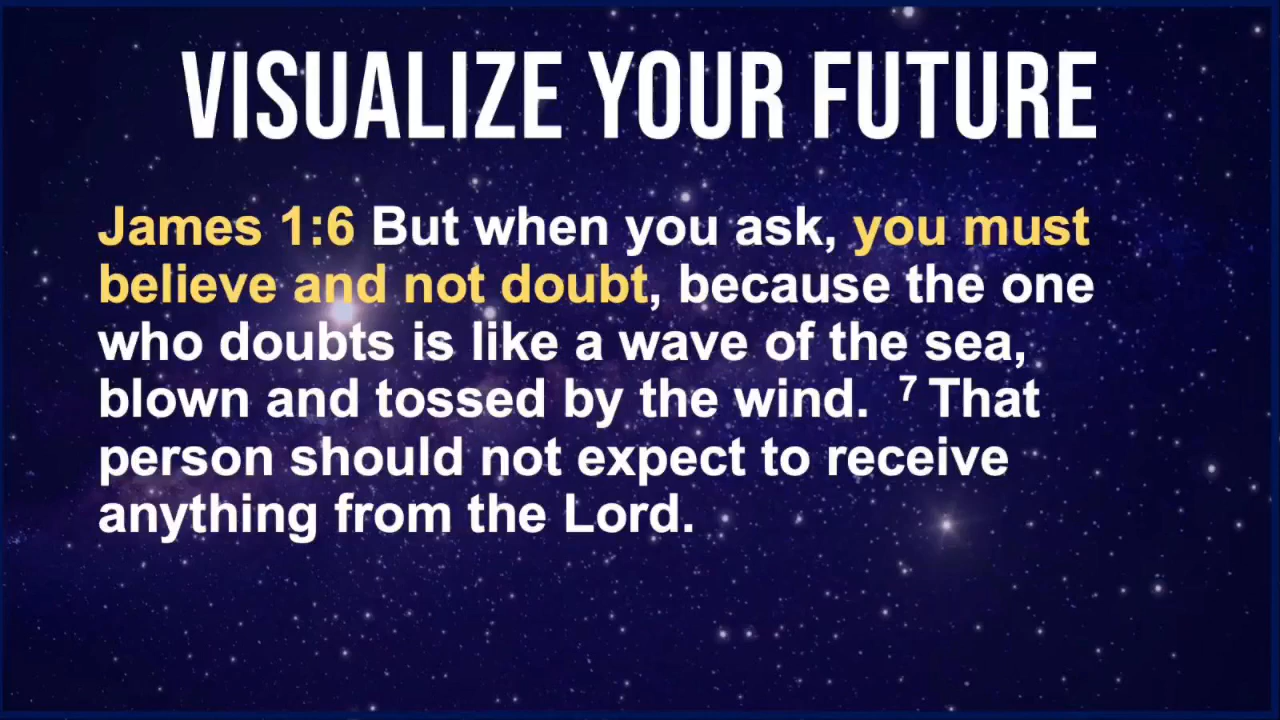 VISUALIZE YOUR FUTURE
James 1:6 But when you ask, you must
believe and not doubt, because the one
who doubts is like a wave of the sea,
blown and tossed by the wind. ⁷ That
person should not expect to receive
anything from the Lord.